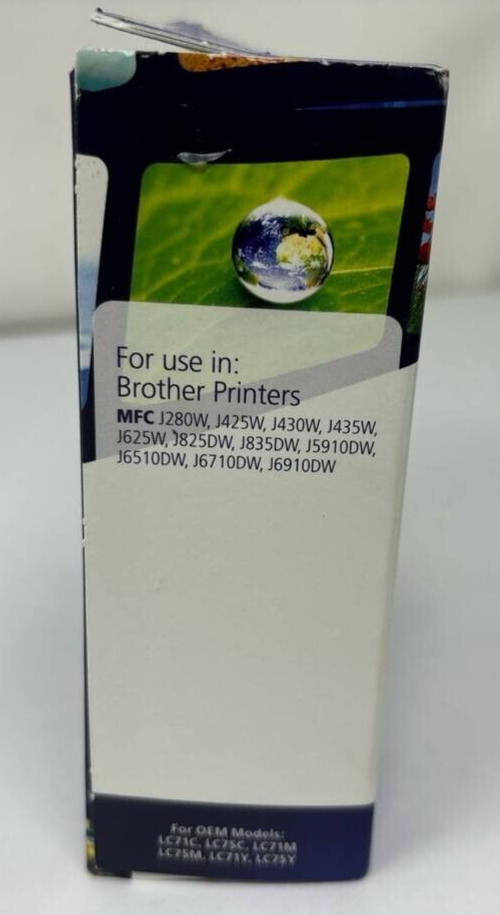 For use in:
Brother Printers
MFC J280W, J425W, J430W, J435W,
J625W, J825DW, J835DW, J5910DW,
J6510DW, J6710DW, J6910DW
For OEM Models:
LC71C, LC75C, LC71M
LC75M, LC71Y, LC75Y